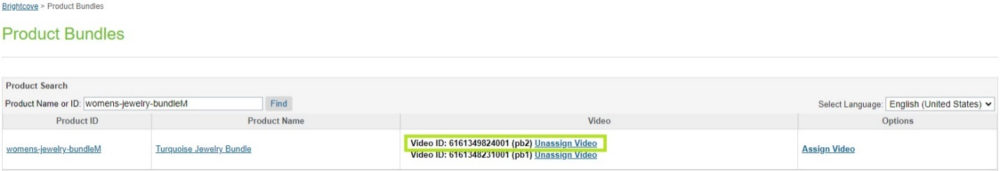 Brightcove > Product Bundles
Product Bundles
Product Search
Product Name or ID: womens-jewelry-bundleM Find Select Language: English (United States)
Product ID Product Name Video Options
womens-jewelry-bundleM Turquoise Jewelry Bundle Video ID: 6161349824001 (pb2) Unassign Video Assign Video
Video ID: 6161348231001 (pb1) Unassign Video